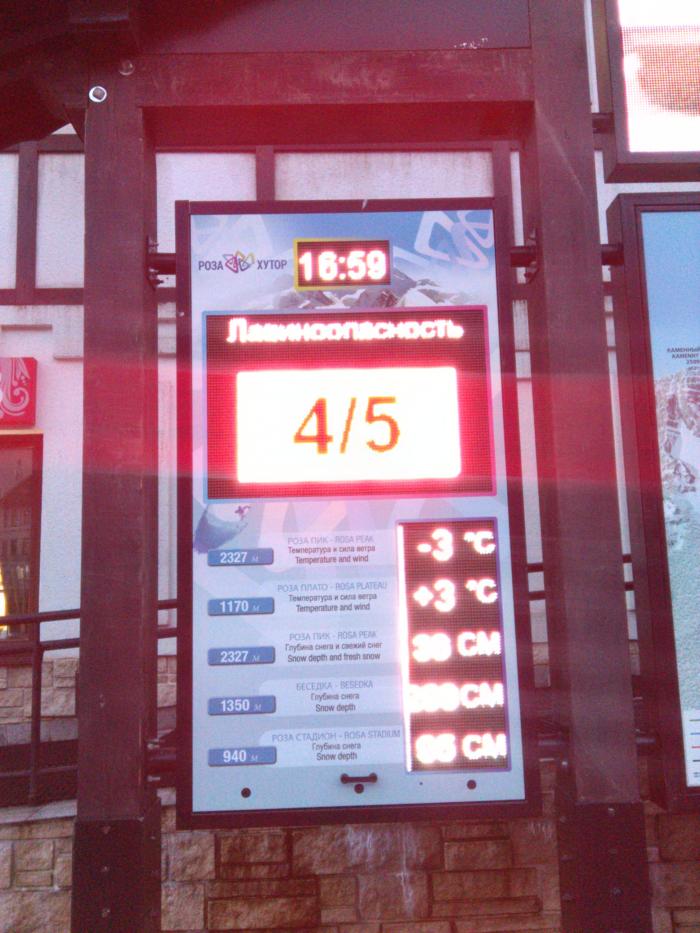 РОЗА ХУТОР
16:59
Лавиноопасность
4/5
РОЗА ПИК - ROSA PEAK
Температура и сила ветра
Temperature and wind
2327 м
-3 °C
РОЗА ПЛАТО - ROSA PLATEAU
Температура и сила ветра
Temperature and wind
1170 м
+3 °C
РОЗА ПИК - ROSA PEAK
Глубина снега и свежий снег
Snow depth and fresh snow
2327 м
СМ
БЕСЕДКА - BESEDKA
Глубина снега
Snow depth
1350 м
СМ
РОЗА СТАДИОН - ROSA STADIUM
Глубина снега
Snow depth
940 м
СМ
КАМЕННЫЙ